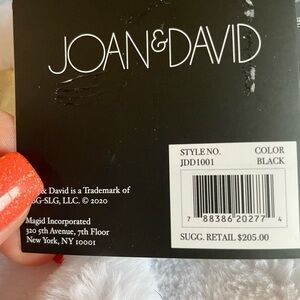 JOAN&DAVID
STYLE NO. COLOR
JDD1001 BLACK
7 88386 20277 4
SUGG. RETAIL $205.00
& David is a Trademark of
BG-SLG, LLC. © 2020
Magid Incorporated
320 5th Avenue, 7th Floor
New York, NY 10001